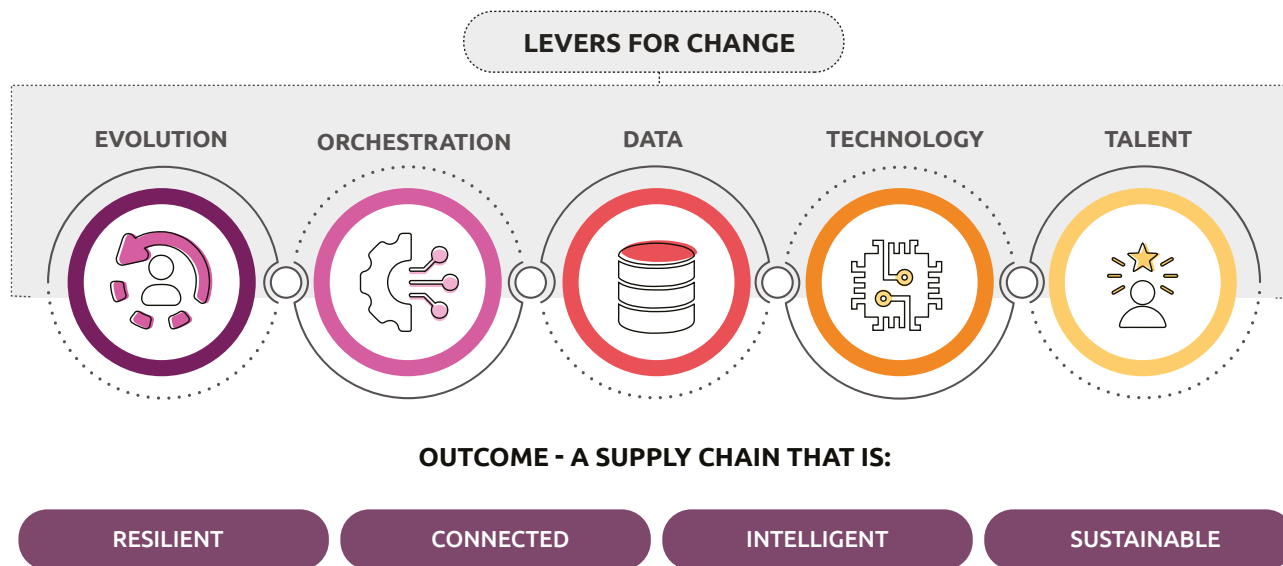 LEVERS FOR CHANGE
EVOLUTION
ORCHESTRATION
DATA
TECHNOLOGY
TALENT
OUTCOME - A SUPPLY CHAIN THAT IS:
RESILIENT
CONNECTED
INTELLIGENT
SUSTAINABLE